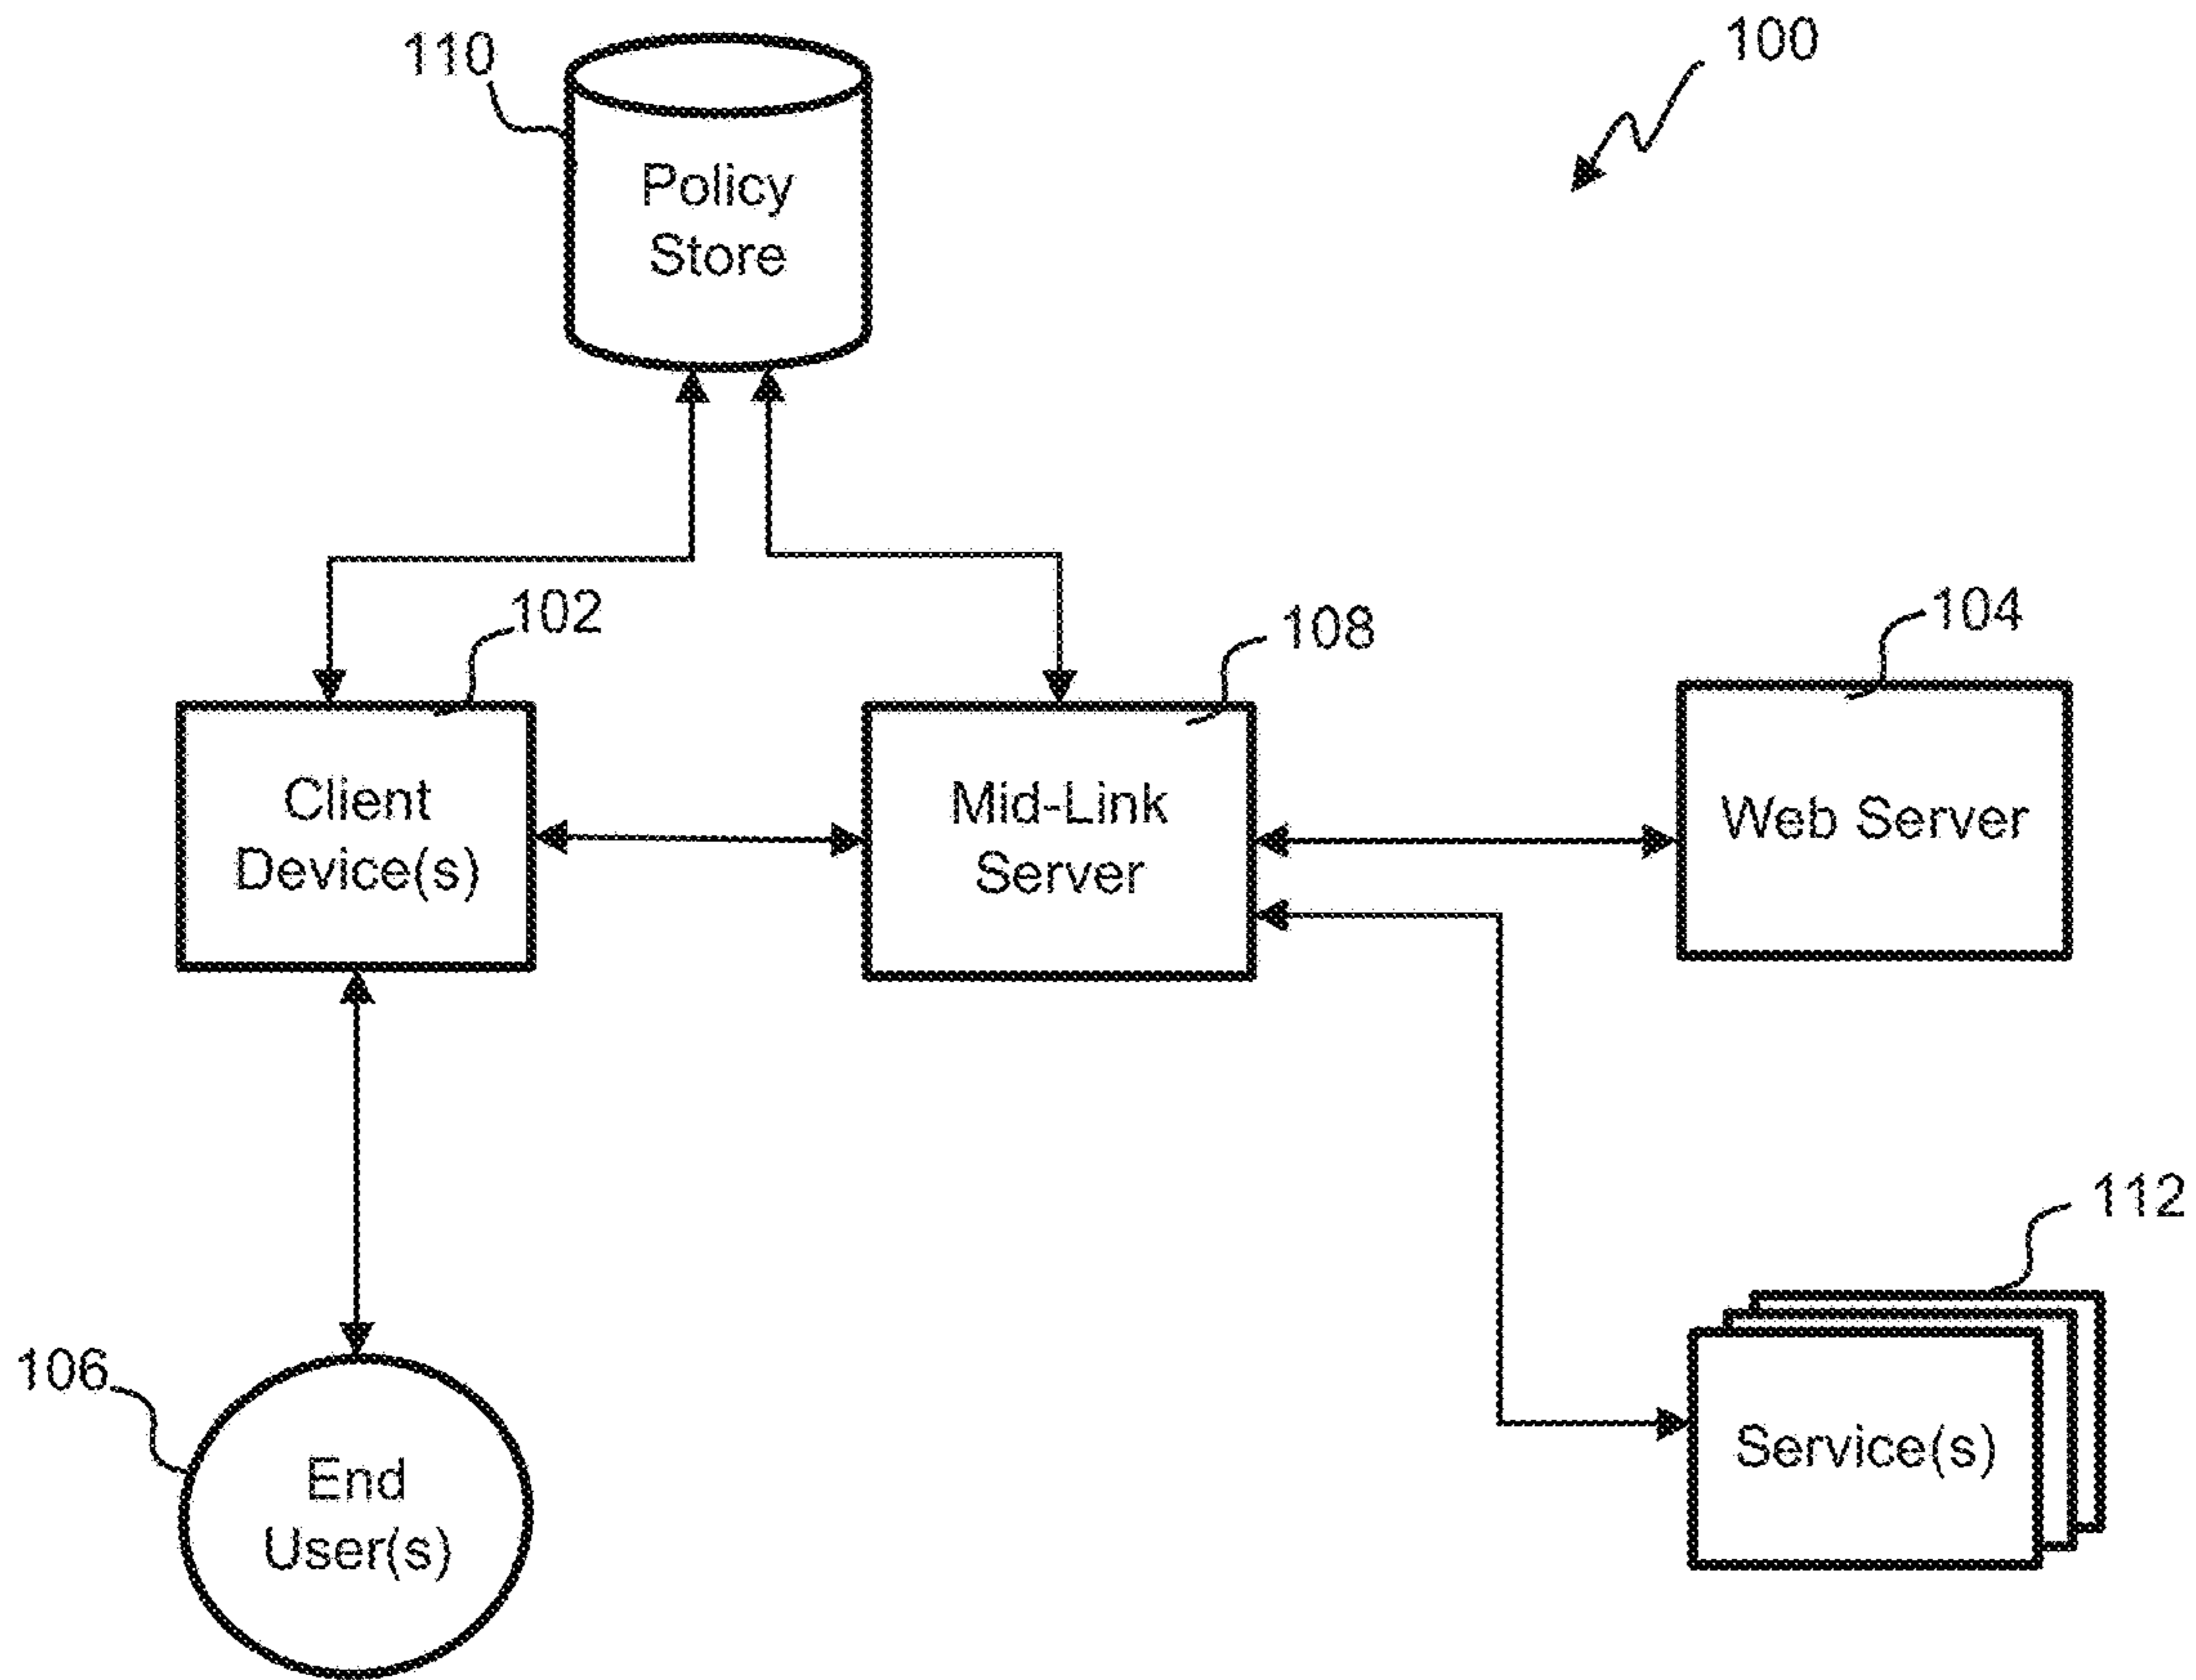 100
110
Policy
Store
102
108
104
Client
Device(s)
Mid-Link
Server
Web Server
112
106
End
User(s)
Service(s)